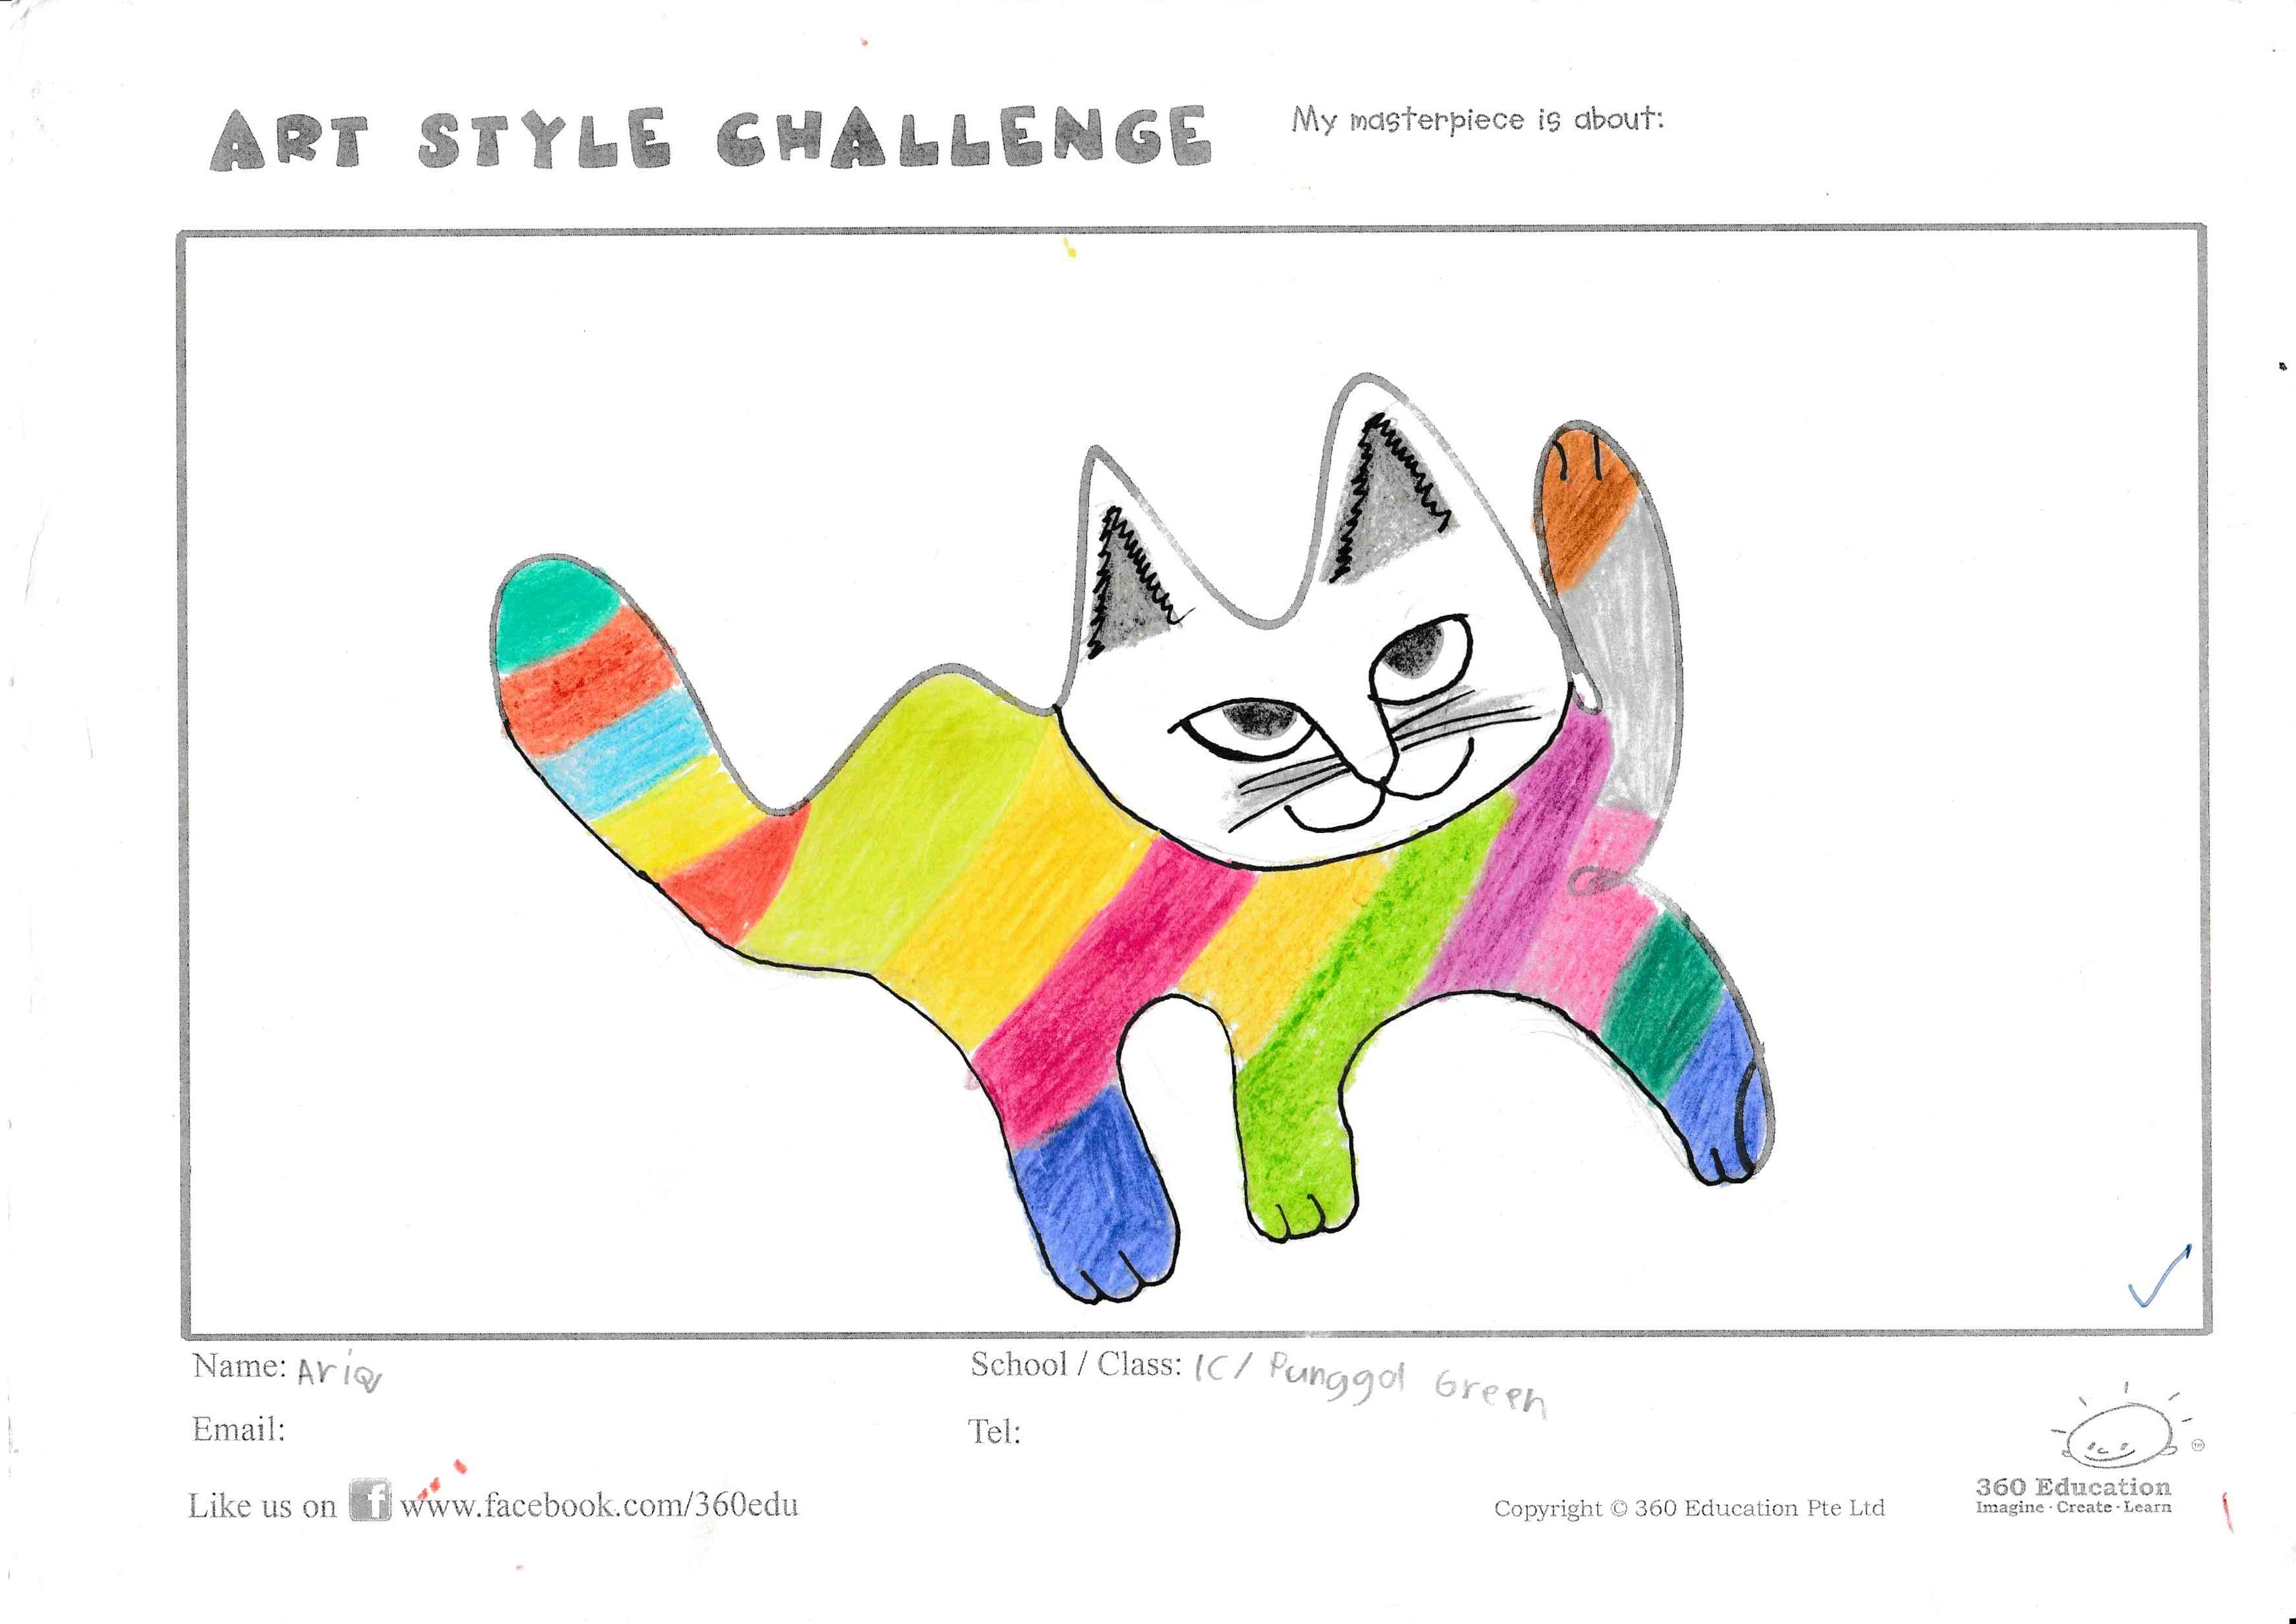 ART STYLE CHALLENGE
My masterpiece is about:
Name: Ariq
School / Class: 1C/ Punggol Green
Email:
Tel:
Like us on f www.facebook.com/360edu
Copyright © 360 Education Pte Ltd
360 Education
Imagine · Create · Learn
TM